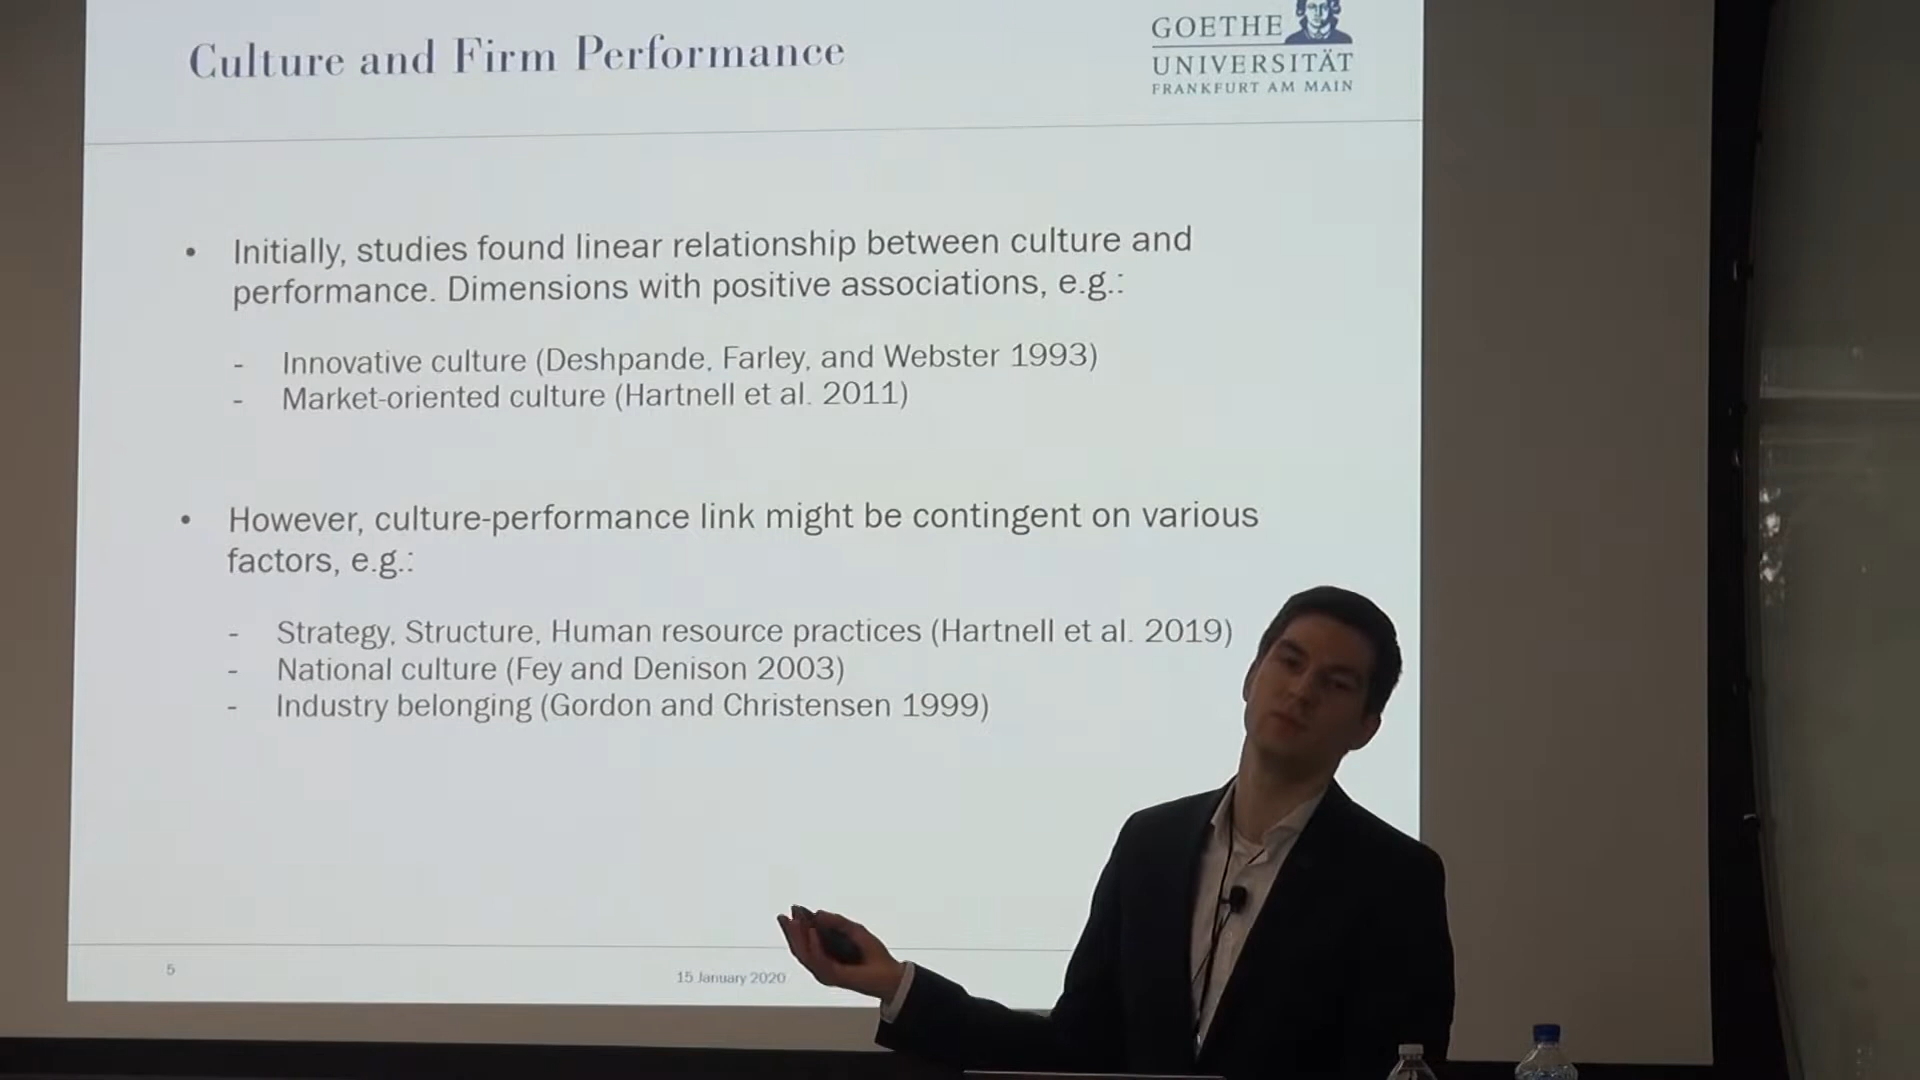 Culture and Firm Performance
GOETHE
UNIVERSITÄT
FRANKFURT AM MAIN
• Initially, studies found linear relationship between culture and
performance. Dimensions with positive associations, e.g.:
- Innovative culture (Deshpande, Farley, and Webster 1993)
- Market-oriented culture (Hartnell et al. 2011)
• However, culture-performance link might be contingent on various
factors, e.g.:
- Strategy, Structure, Human resource practices (Hartnell et al. 2019)
- National culture (Fey and Denison 2003)
- Industry belonging (Gordon and Christensen 1999)
5
15 January 2020